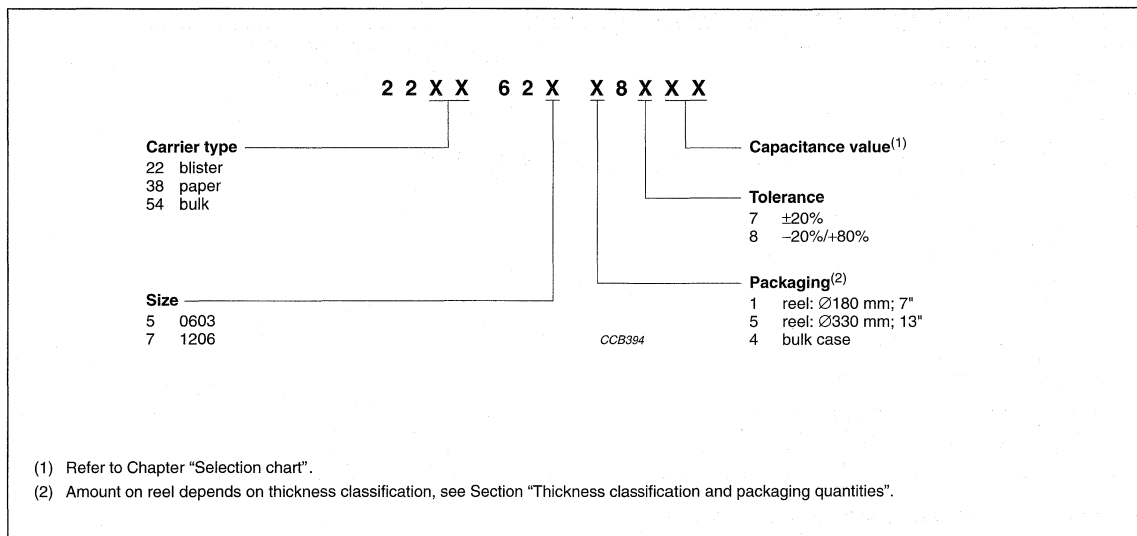 2 2 X X 6 2 X X 8 X X X
Carrier type
22 blister
38 paper
54 bulk
Size
5 0603
7 1206
Capacitance value(1)
Tolerance
7 ±20%
8 −20%/+80%
Packaging(2)
1 reel: Ø180 mm; 7"
5 reel: Ø330 mm; 13"
4 bulk case
CCB394
(1) Refer to Chapter “Selection chart”.
(2) Amount on reel depends on thickness classification, see Section “Thickness classification and packaging quantities”.